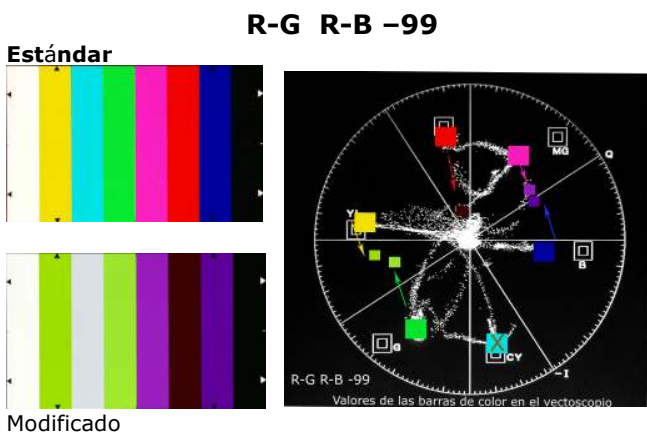 R-G R-B –99
Estándar
MG
Q
YL
B
G
CY
-I
R-G R-B -99
Valores de las barras de color en el vectoscopio
Modificado